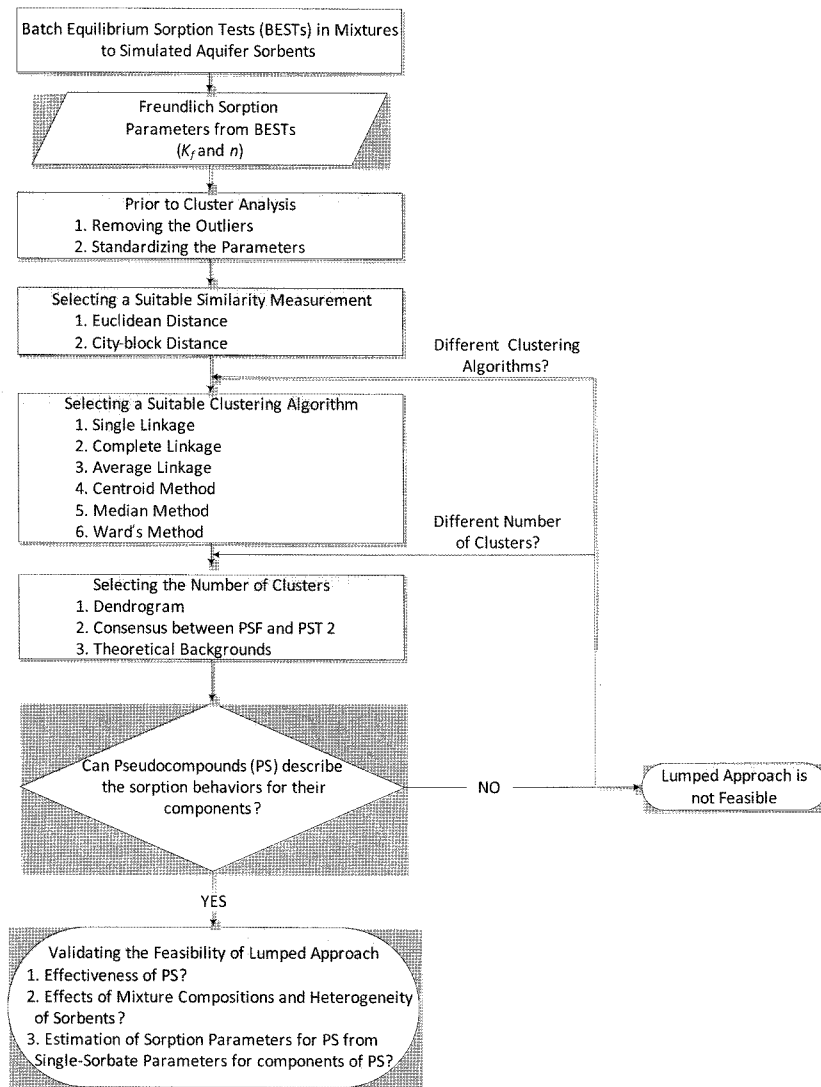 Batch Equilibrium Sorption Tests (BESTs) in Mixtures
to Simulated Aquifer Sorbents
Freundlich Sorption
Parameters from BESTs
(Kf and n)
Prior to Cluster Analysis
1. Removing the Outliers
2. Standardizing the Parameters
Selecting a Suitable Similarity Measurement
1. Euclidean Distance
2. City-block Distance
Different Clustering
Algorithms?
Selecting a Suitable Clustering Algorithm
1. Single Linkage
2. Complete Linkage
3. Average Linkage
4. Centroid Method
5. Median Method
6. Ward's Method
Different Number
of Clusters?
Selecting the Number of Clusters
1. Dendrogram
2. Consensus between PSF and PST 2
3. Theoretical Backgrounds
Can Pseudocompounds (PS) describe
the sorption behaviors for their
components?
NO
Lumped Approach is
not Feasible
YES
Validating the Feasibility of Lumped Approach
1. Effectiveness of PS?
2. Effects of Mixture Compositions and Heterogeneity
of Sorbents?
3. Estimation of Sorption Parameters for PS from
Single-Sorbate Parameters for components of PS?